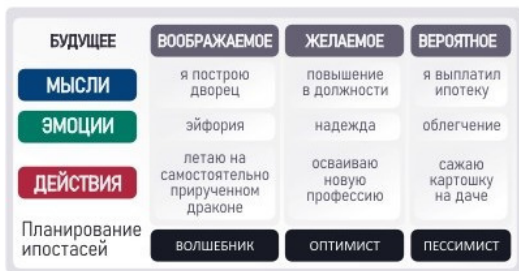 БУДУЩЕЕ ВООБРАЖАЕМОЕ ЖЕЛАЕМОЕ ВЕРОЯТНОЕ
МЫСЛИ
я построю
дворец
повышение
в должности
я выплатил
ипотеку
ЭМОЦИИ эйфория надежда облегчение
ДЕЙСТВИЯ
летаю на
самостоятельно
прирученном
драконе
осваиваю
новую
профессию
сажаю
картошку
на даче
Планирование
ипостасей
ВОЛШЕБНИК ОПТИМИСТ ПЕССИМИСТ